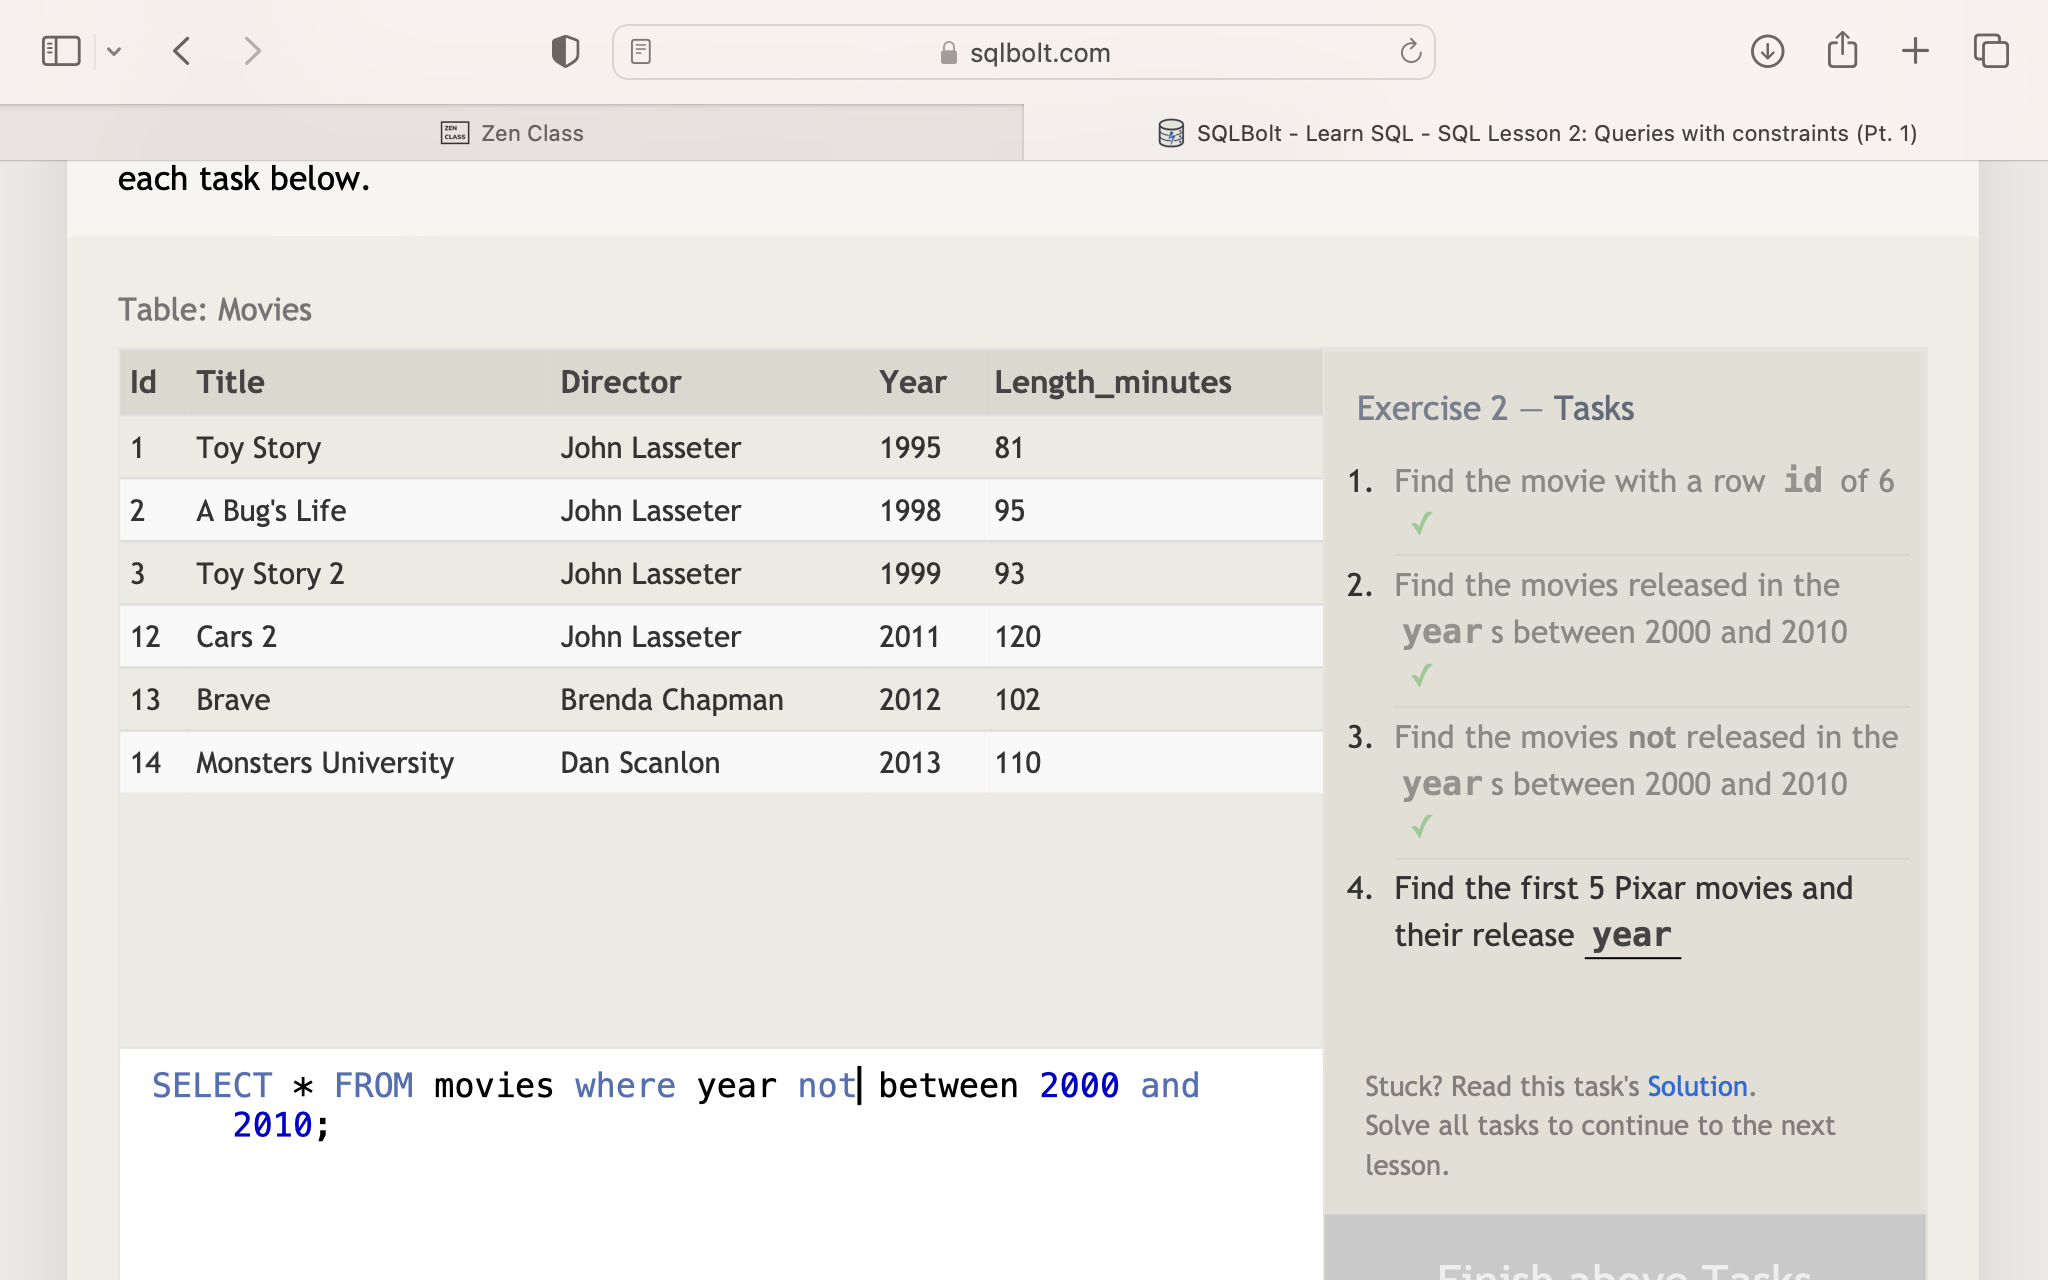 sqlbolt.com
ZEN CLASS Zen Class
SQLBolt - Learn SQL - SQL Lesson 2: Queries with constraints (Pt. 1)
each task below.
Table: Movies
Id Title Director Year Length_minutes
1 Toy Story John Lasseter 1995 81
2 A Bug's Life John Lasseter 1998 95
3 Toy Story 2 John Lasseter 1999 93
12 Cars 2 John Lasseter 2011 120
13 Brave Brenda Chapman 2012 102
14 Monsters University Dan Scanlon 2013 110
SELECT * FROM movies where year not between 2000 and
2010;
Exercise 2 — Tasks
1. Find the movie with a row id of 6
✓
2. Find the movies released in the
year s between 2000 and 2010
✓
3. Find the movies not released in the
year s between 2000 and 2010
✓
4. Find the first 5 Pixar movies and
their release year
Stuck? Read this task's Solution.
Solve all tasks to continue to the next
lesson.
Finish above Tasks